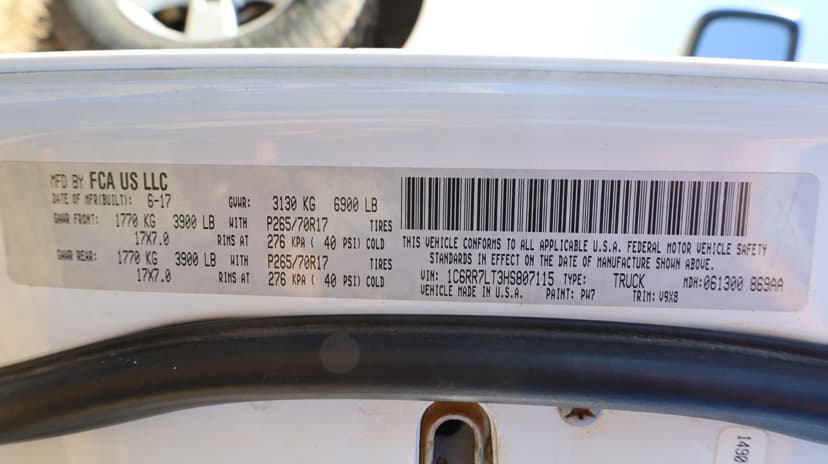 MFD BY FCA US LLC
DATE OF MFR(BUILT): 6-17 GVWR: 3130 KG 6900 LB
GAWR FRONT: 1770 KG 3900 LB WITH P265/70R17 TIRES
17X7.0 RIMS AT 276 KPA ( 40 PSI) COLD
GAWR REAR: 1770 KG 3900 LB WITH P265/70R17 TIRES
17X7.0 RIMS AT 276 KPA ( 40 PSI) COLD
THIS VEHICLE CONFORMS TO ALL APPLICABLE U.S.A. FEDERAL MOTOR VEHICLE SAFETY
STANDARDS IN EFFECT ON THE DATE OF MANUFACTURE SHOWN ABOVE.
VIN: 1C6RR7LT3HS807115 TYPE: TRUCK MDH: 061300 869AA
VEHICLE MADE IN U.S.A. PAINT: PW7 TRIM: V9X8
1490